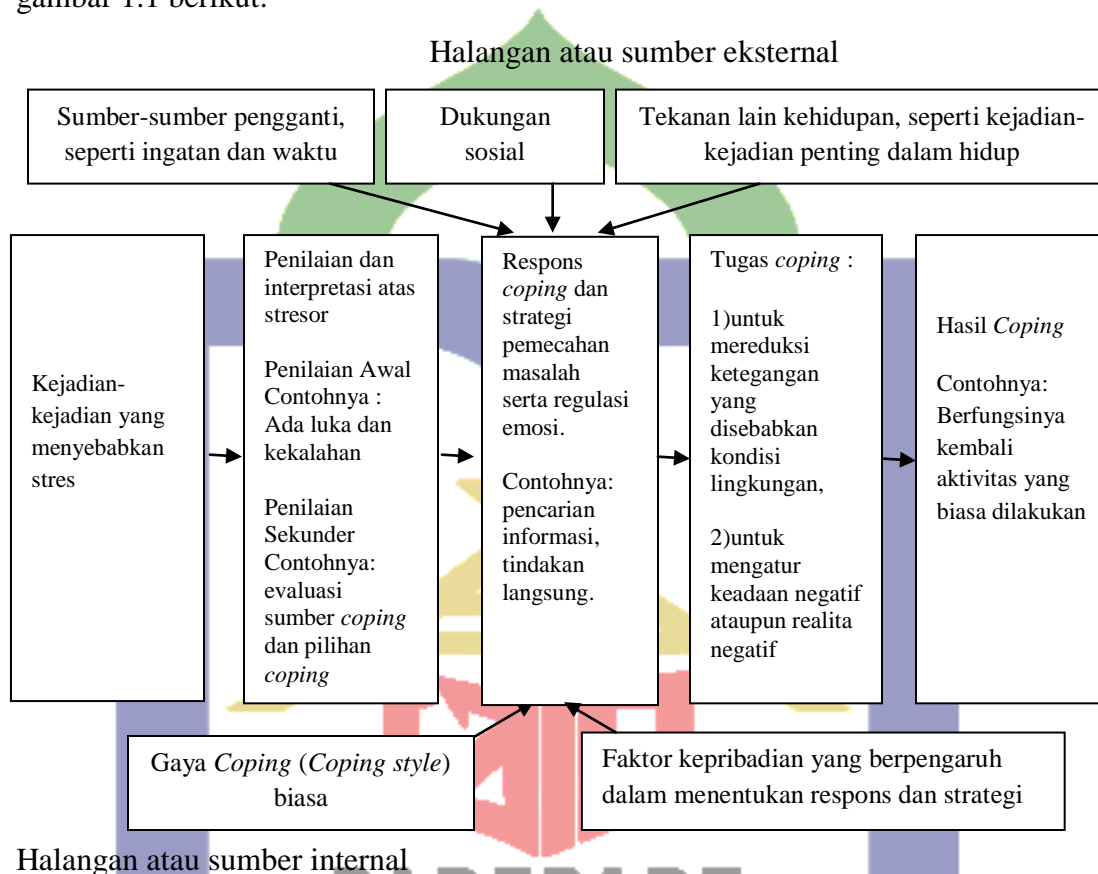 gambar 1.1 berikut.
Halangan atau sumber eksternal
Sumber-sumber pengganti,
seperti ingatan dan waktu
Dukungan
sosial
Tekanan lain kehidupan, seperti kejadian-
kejadian penting dalam hidup
Kejadian-
kejadian yang
menyebabkan
stres
Penilaian dan
interpretasi atas
stresor
Penilaian Awal
Contohnya :
Ada luka dan
kekalahan
Penilaian
Sekunder
Contohnya:
evaluasi
sumber coping
dan pilihan
coping
Respons
coping dan
strategi
pemecahan
masalah
serta regulasi
emosi.
Contohnya:
pencarian
informasi,
tindakan
langsung.
Tugas coping :
1)untuk
mereduksi
ketegangan
yang
disebabkan
kondisi
lingkungan,
2)untuk
mengatur
keadaan negatif
ataupun realita
negatif
Hasil Coping
Contohnya:
Berfungsinya
kembali
aktivitas yang
biasa dilakukan
Gaya Coping (Coping style)
biasa
Faktor kepribadian yang berpengaruh
dalam menentukan respons dan strategi
Halangan atau sumber internal